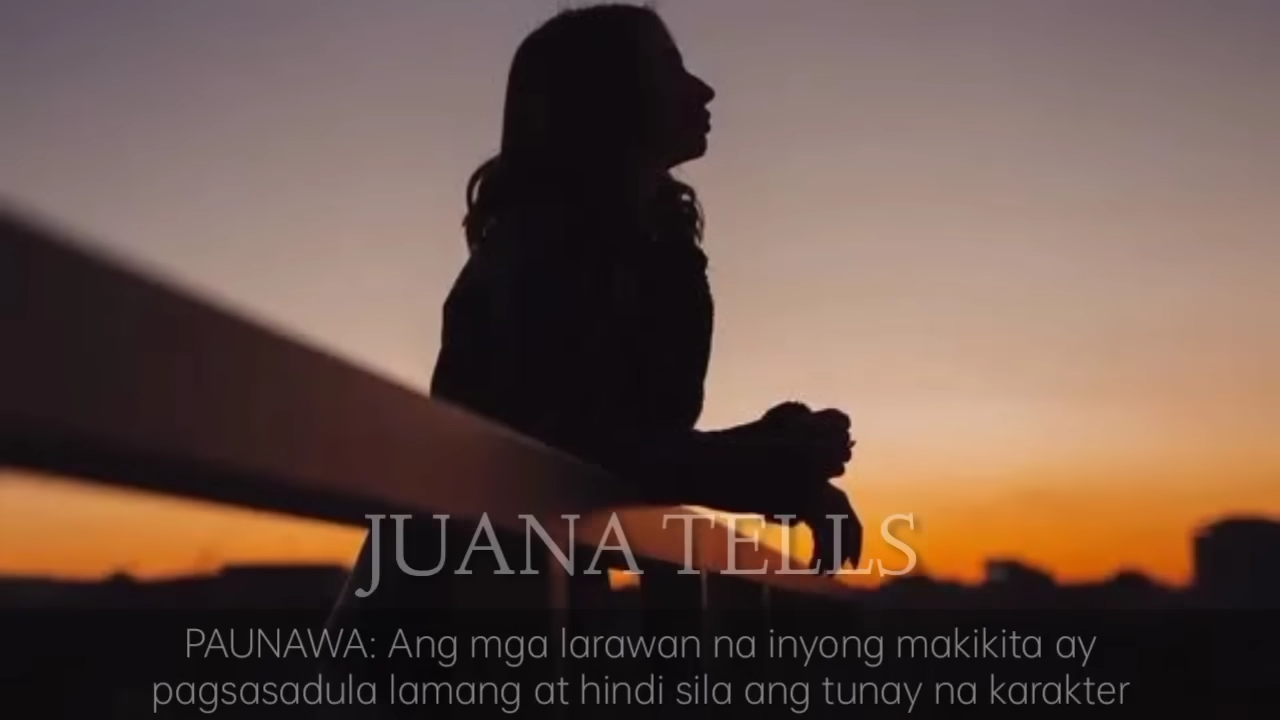 JUANA TELLS
PAUNAWA: Ang mga larawan na inyong makikita ay
pagsasadula lamang at hindi sila ang tunay na karakter